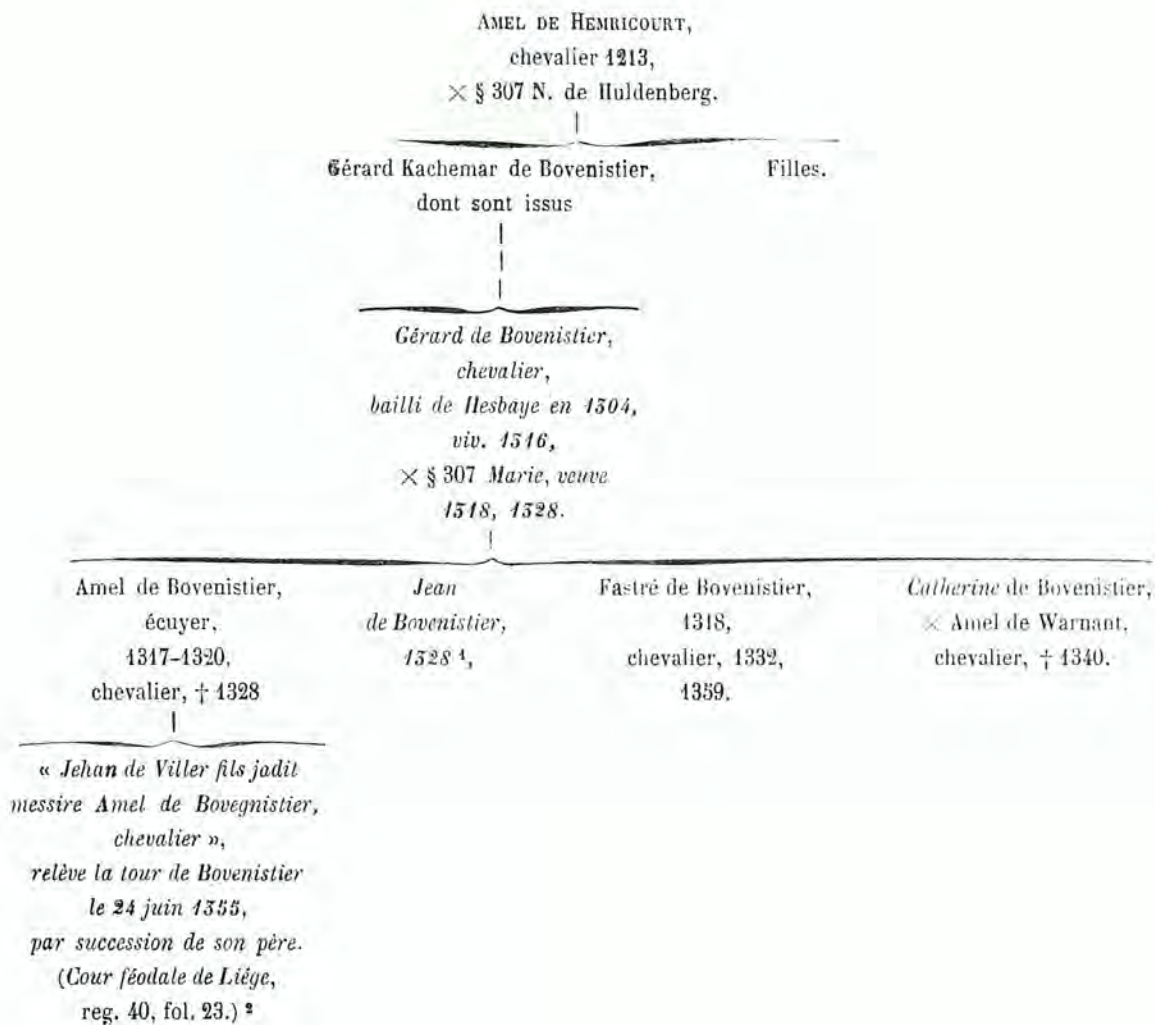 AMEL DE HEMRICOURT,
chevalier 1213,
× § 307 N. de Huldenberg.
Gérard Kachemar de Bovenistier,
dont sont issus
Filles.
Gérard de Bovenistier,
chevalier,
bailli de Hesbaye en 1304,
viv. 1316,
× § 307 Marie, veuve
1318, 1328.
Amel de Bovenistier,
écuyer,
1317–1320,
chevalier, † 1328
Jean
de Bovenistier,
1328 ¹,
Fastré de Bovenistier,
1318,
chevalier, 1332,
1359.
Catherine de Bovenistier,
× Amel de Warnant,
chevalier, † 1340.
« Jehan de Viller fils jadit
messire Amel de Bovegnistier,
chevalier »,
relève la tour de Bovenistier
le 24 juin 1355,
par succession de son père.
(Cour féodale de Liége,
reg. 40, fol. 23.) ²